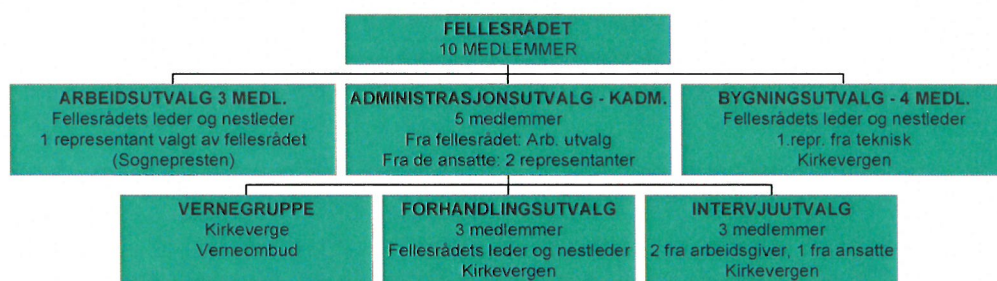 FELLESRÅDET
10 MEDLEMMER
ARBEIDSUTVALG 3 MEDL.
Fellesrådets leder og nestleder
1 representant valgt av fellesrådet
(Sognepresten)
ADMINISTRASJONSUTVALG - KADM.
5 medlemmer
Fra fellesrådet: Arb. utvalg
Fra de ansatte: 2 representanter
BYGNINGSUTVALG - 4 MEDL.
Fellesrådets leder og nestleder
1.repr. fra teknisk
Kirkevergen
VERNEGRUPPE
Kirkeverge
Verneombud
FORHANDLINGSUTVALG
3 medlemmer
Fellesrådets leder og nestleder
Kirkevergen
INTERVJUUTVALG
3 medlemmer
2 fra arbeidsgiver, 1 fra ansatte
Kirkevergen